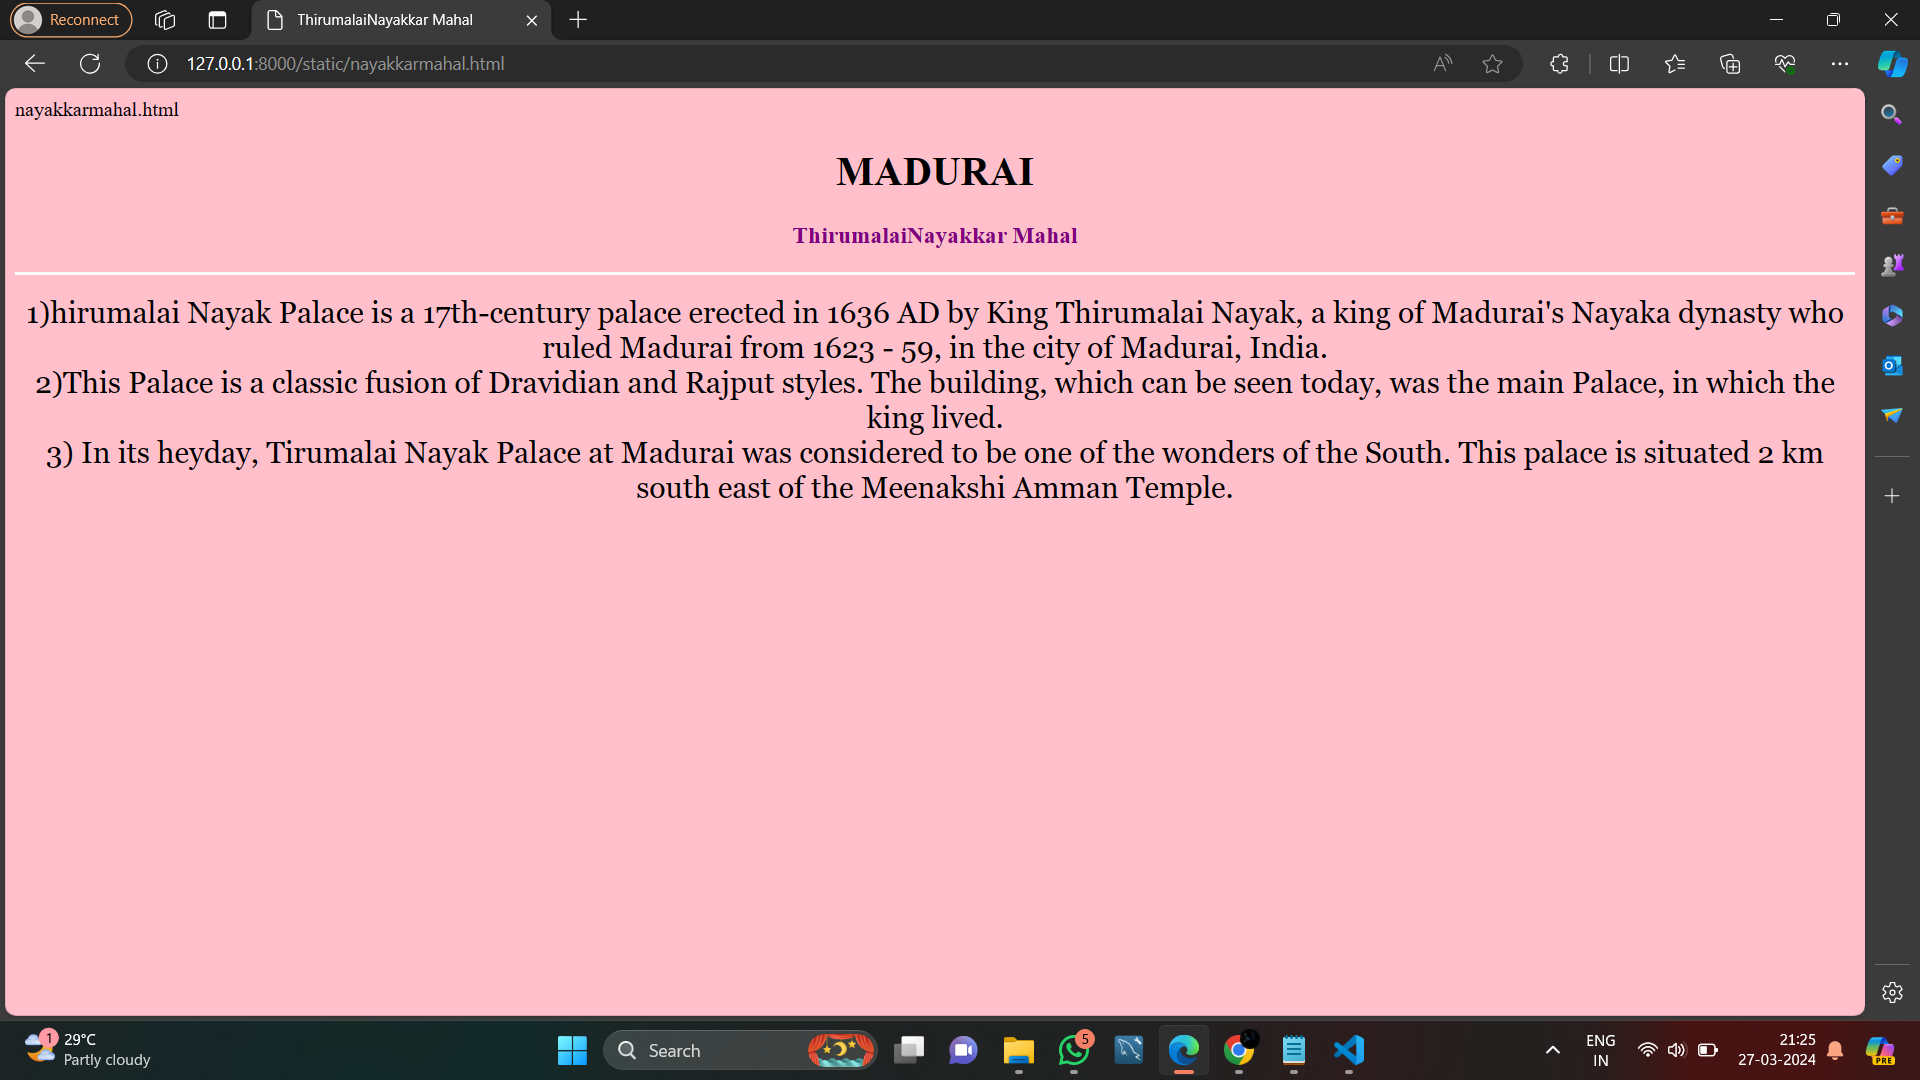 Reconnect
ThirumalaiNayakkar Mahal
127.0.0.1:8000/static/nayakkarmahal.html
nayakkarmahal.html
MADURAI
ThirumalaiNayakkar Mahal
1)hirumalai Nayak Palace is a 17th-century palace erected in 1636 AD by King Thirumalai Nayak, a king of Madurai's Nayaka dynasty who
ruled Madurai from 1623 - 59, in the city of Madurai, India.
2)This Palace is a classic fusion of Dravidian and Rajput styles. The building, which can be seen today, was the main Palace, in which the
king lived.
3) In its heyday, Tirumalai Nayak Palace at Madurai was considered to be one of the wonders of the South. This palace is situated 2 km
south east of the Meenakshi Amman Temple.
1
29°C
Partly cloudy
Search
5
ENG
IN
21:25
27-03-2024
PRE